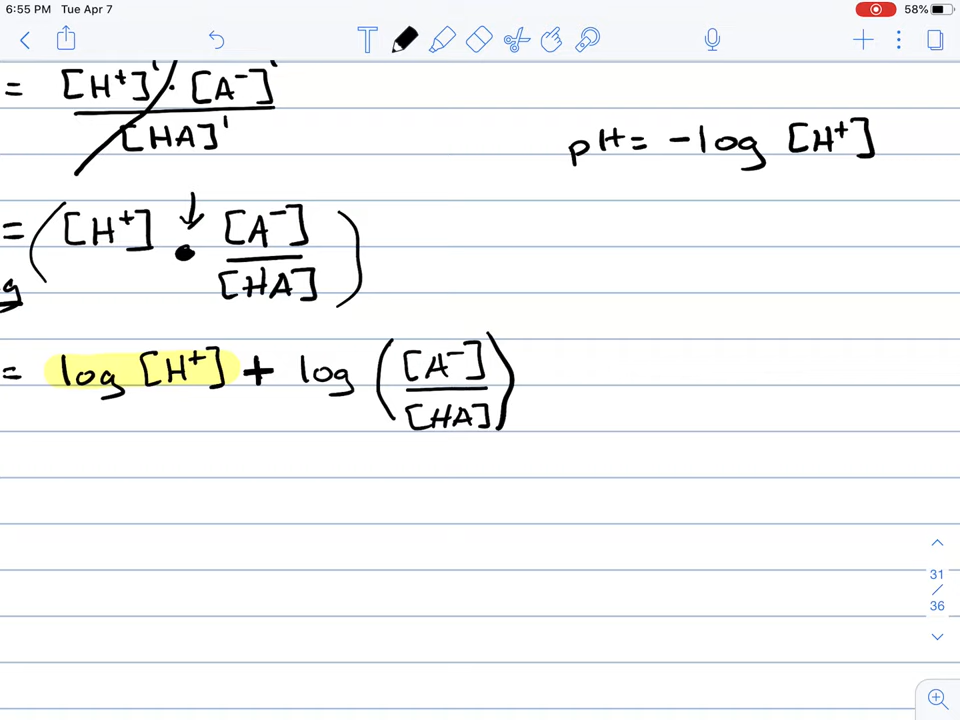 6:55 PM Tue Apr 7
58%
T
= [H⁺]' · [A⁻]'
[HA]'
pH = -log [H⁺]
= ([H⁺] • [A⁻]
[HA])
g
= log [H⁺] + log ([A⁻]
[HA])
31
/
36